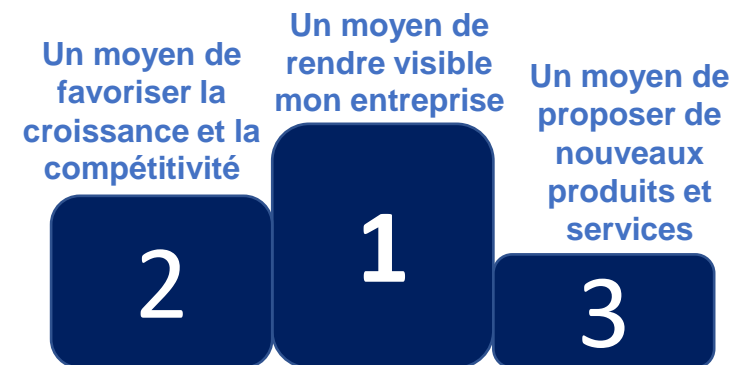 Un moyen de
favoriser la
croissance et la
compétitivité
2
Un moyen de
rendre visible
mon entreprise
1
Un moyen de
proposer de
nouveaux
produits et
services
3